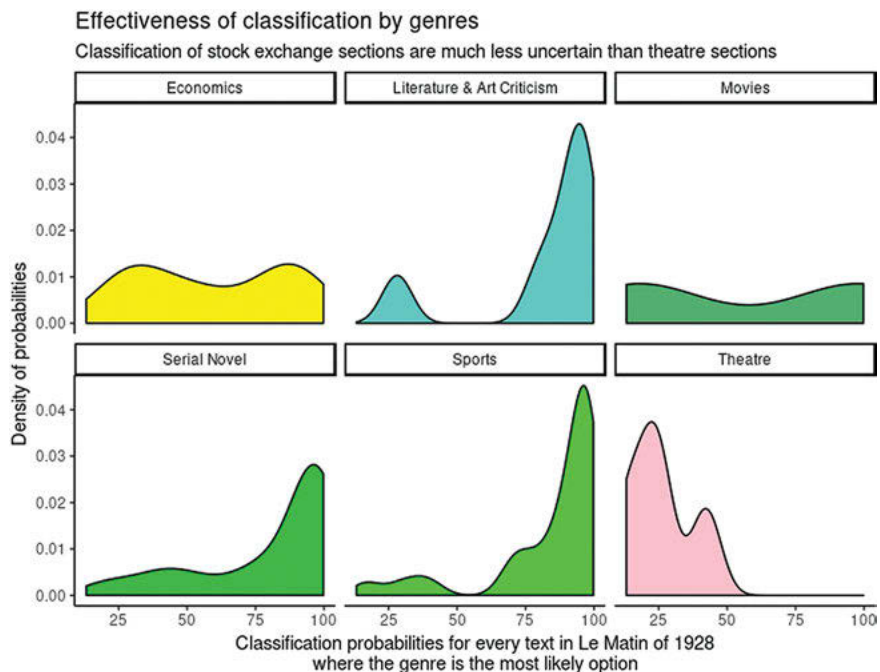 Effectiveness of classification by genres
Classification of stock exchange sections are much less uncertain than theatre sections
Economics
Literature & Art Criticism
Movies
0.04
0.03
0.02
0.01
0.00
Serial Novel
Sports
Theatre
0.04
0.03
0.02
0.01
0.00
Density of probabilities
25 50 75 100
25 50 75 100
25 50 75 100
Classification probabilities for every text in Le Matin of 1928
where the genre is the most likely option